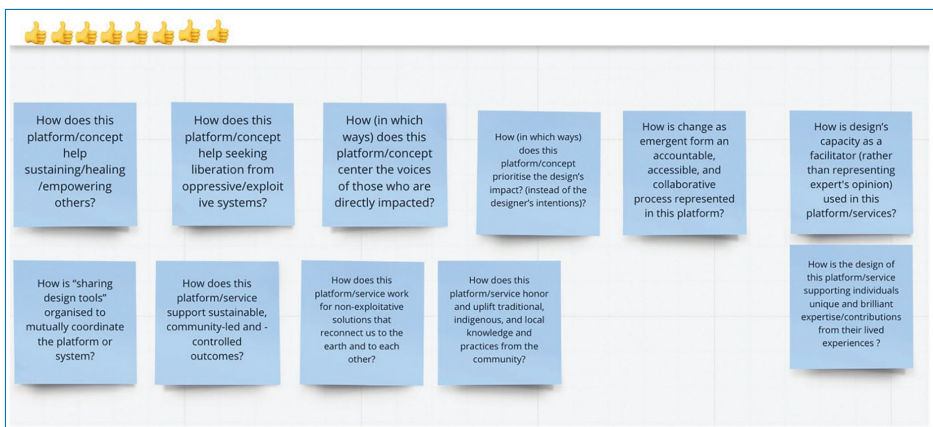 How does this
platform/concept
help
sustaining/healing
/empowering
others?
How does this
platform/concept
help seeking
liberation from
oppressive/exploit
ive systems?
How (in which
ways) does this
platform/concept
center the voices
of those who are
directly impacted?
How (in which ways)
does this
platform/concept
prioritise the design's
impact? (instead of the
designer's intentions)?
How is change as
emergent form an
accountable,
accessible, and
collaborative
process represented
in this platform?
How is design's
capacity as a
facilitator (rather
than representing
expert's opinion)
used in this
platform/services?
How is "sharing
design tools"
organised to
mutually coordinate
the platform or
system?
How does this
platform/service
support sustainable,
community-led and -
controlled
outcomes?
How does this
platform/service work
for non-exploitative
solutions that
reconnect us to the
earth and to each
other?
How does this
platform/service honor
and uplift traditional,
indigenous, and local
knowledge and
practices from the
community?
How is the design of
this platform/service
supporting individuals
unique and brilliant
expertise/contributions
from their lived
experiences ?